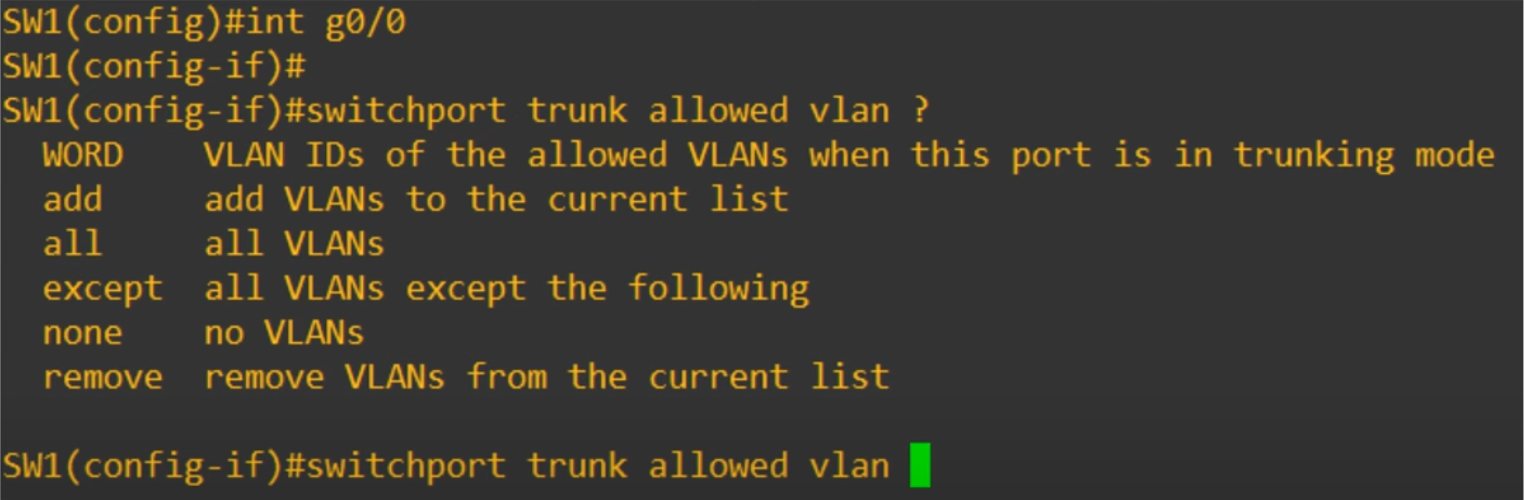 SW1(config)#int g0/0
SW1(config-if)#
SW1(config-if)#switchport trunk allowed vlan ?
WORD    VLAN IDs of the allowed VLANs when this port is in trunking mode
add     add VLANs to the current list
all     all VLANs
except  all VLANs except the following
none    no VLANs
remove  remove VLANs from the current list
SW1(config-if)#switchport trunk allowed vlan